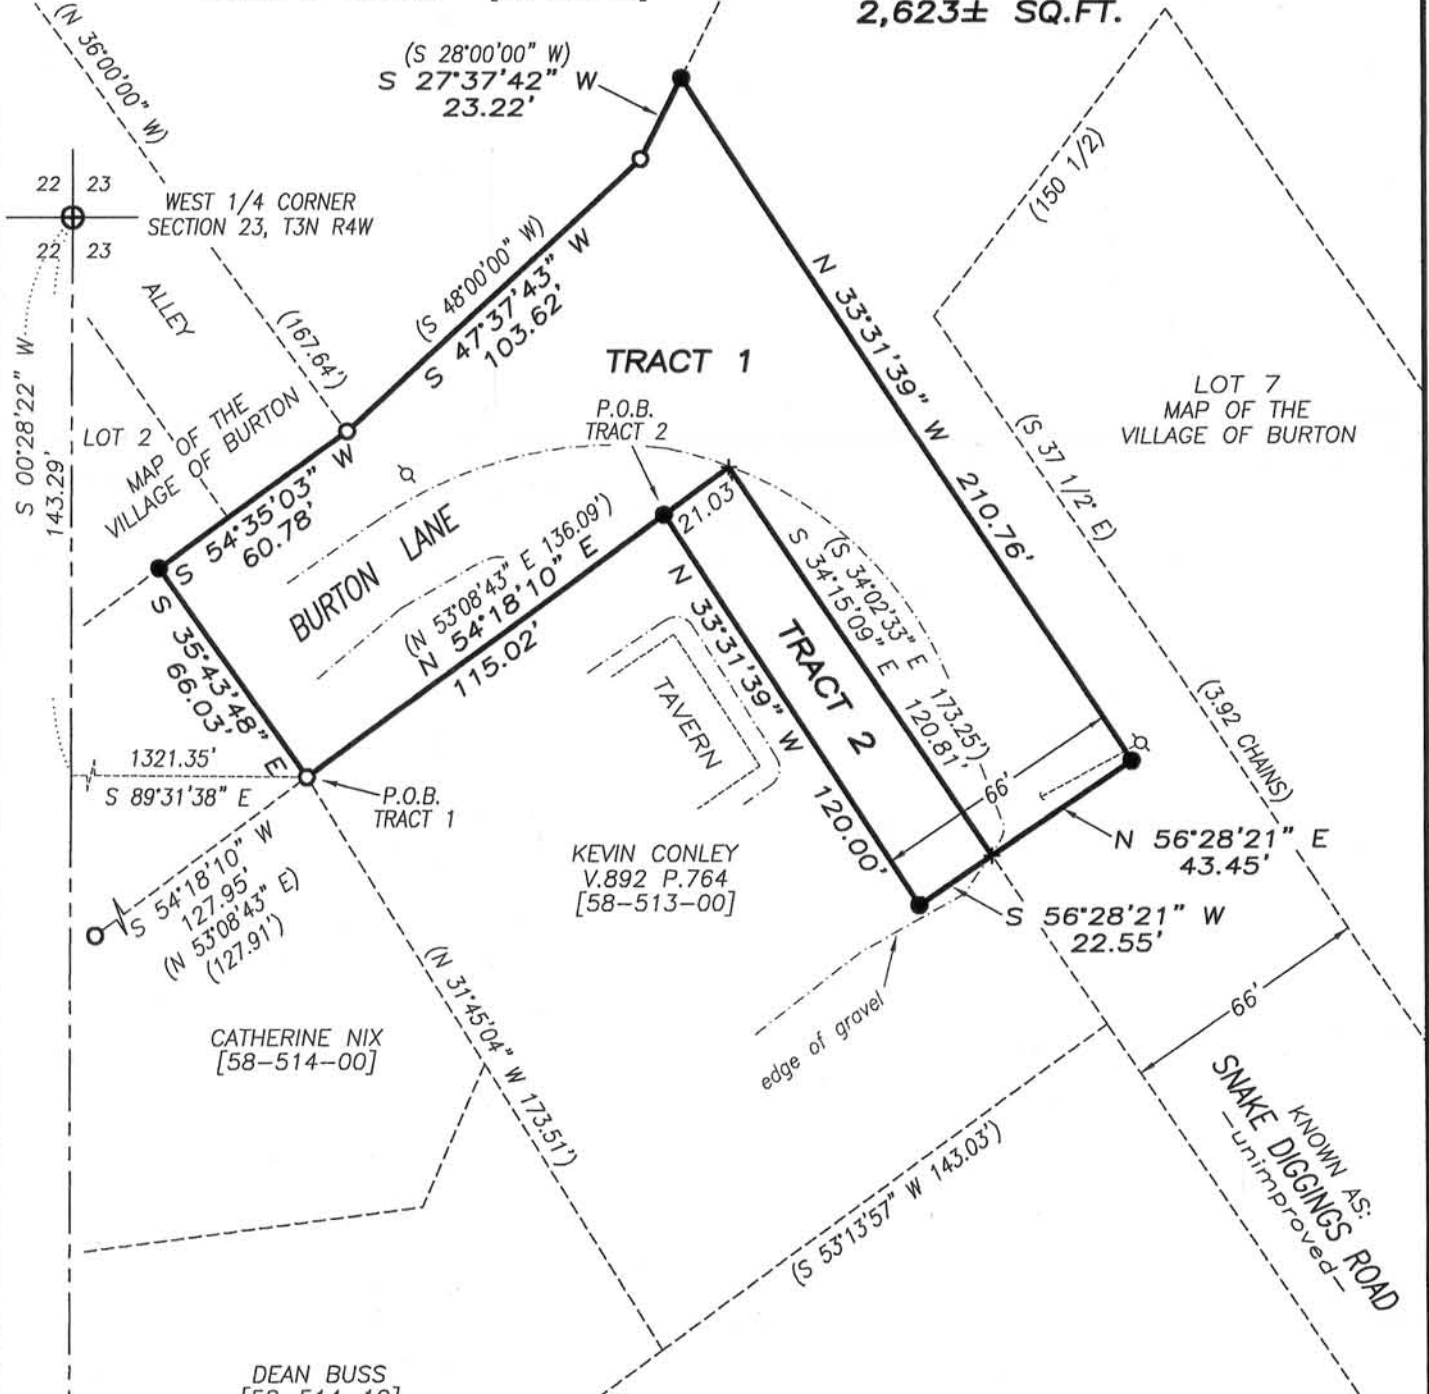 2,623± SQ.FT.
(N 36°00'00" W)
(S 28°00'00" W)
S 27°37'42" W
23.22'
(150 1/2)
22 23
22 23
WEST 1/4 CORNER
SECTION 23, T3N R4W
ALLEY
(167.64')
(S 48°00'00" W)
S 47°37'43" W
103.62'
N 33°31'39" W 210.76'
TRACT 1
S 00°28'22" W
143.29'
LOT 2
MAP OF THE
VILLAGE OF BURTON
P.O.B.
TRACT 2
LOT 7
MAP OF THE
VILLAGE OF BURTON
(S 37 1/2° E)
(3.92 CHAINS)
S 54°35'03" W
60.78'
BURTON LANE
21.03'
(N 53°08'43" E 136.09')
N 54°18'10" E
115.02'
(S 34°02'33" E 173.25')
S 34°15'09" E 120.81'
TRACT 2
N 33°31'39" W 120.00'
TAVERN
S 35°43'48" E
66.03'
1321.35'
S 89°31'38" E
P.O.B.
TRACT 1
66'
N 56°28'21" E
43.45'
S 54°18'10" W
127.95'
(N 53°08'43" E)
(127.91')
KEVIN CONLEY
V.892 P.764
[58-513-00]
S 56°28'21" W
22.55'
edge of gravel
66'
(N 31°45'04" W 173.51')
CATHERINE NIX
[58-514-00]
(S 53°13'57" W 143.03')
KNOWN AS:
SNAKE DIGGINGS ROAD
-unimproved-
DEAN BUSS